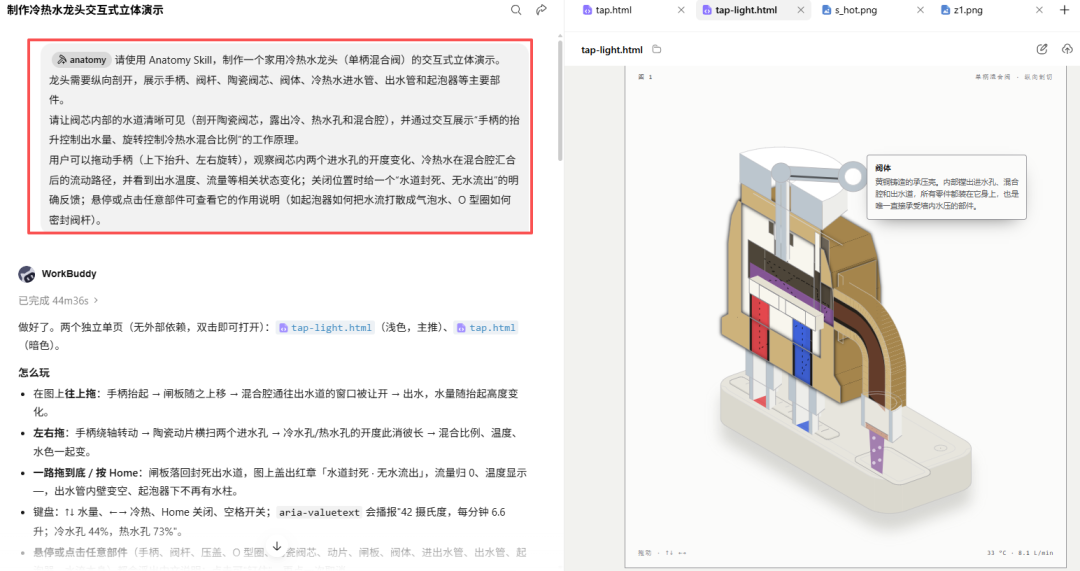 制作冷热水龙头交互式立体演示
anatomy 请使用 Anatomy Skill，制作一个家用冷热水龙头（单柄混合阀）的交互式立体演示。
龙头需要纵向剖开，展示手柄、阀杆、陶瓷阀芯、阀体、冷热水进水管、出水管和起泡器等主要部
件。
请让阀芯内部的水道清晰可见（剖开陶瓷阀芯，露出冷、热水孔和混合腔），并通过交互展示“手柄的抬
升控制出水量、旋转控制冷热水混合比例”的工作原理。
用户可以拖动手柄（上下抬升、左右旋转），观察阀芯内两个进水孔的开度变化、冷热水在混合腔汇合
后的流动路径，并看到出水温度、流量等相关状态变化；关闭位置时给一个“水道封死、无水流出”的明
确反馈；悬停或点击任意部件可查看它的作用说明（如起泡器如何把水流打散成气泡水、O 型圈如何
密封阀杆）。
WorkBuddy
已完成 44m36s >
做好了。两个独立单页（无外部依赖，双击即可打开）：tap-light.html（浅色，主推）、tap.html
（暗色）。
怎么玩
• 在图上往上拖：手柄抬起 → 闸板随之上移 → 混合腔通往出水道的窗口被让开 → 出水，水量随抬起高度变
化。
• 左右拖：手柄绕轴转动 → 陶瓷动片横扫两个进水孔 → 冷水孔/热水孔的开度此消彼长 → 混合比例、温度、
水色一起变。
• 一路拖到底 / 按 Home：闸板落回封死出水道，图上盖出红章「水道封死 · 无水流出」，流量归 0、温度显示
—，出水管内壁变空、起泡器下不再有水柱。
• 键盘：↑↓ 水量、←→ 冷热、Home 关闭、空格开关；aria-valuetext 会播报“42 摄氏度，每分钟 6.6
升；冷水孔 44%，热水孔 73%”。
• 悬停或点击任意部件（手柄、阀杆、压盖、O 型圈、
瓷阀芯、动片、闸板、阀体、进出水管、出水管、起
tap.html
tap-light.html
s_hot.png
z1.png
tap-light.html
图 1
单柄混合阀 · 纵向剖切
阀体
黄铜铸造的承压壳。内部镗出进水孔、混合
腔和出水道，所有零件都装在它身上，也是
唯一直接承受墙内水压的部件。
拖动 · ↑↓ ←→
33 °C · 8.1 L/min